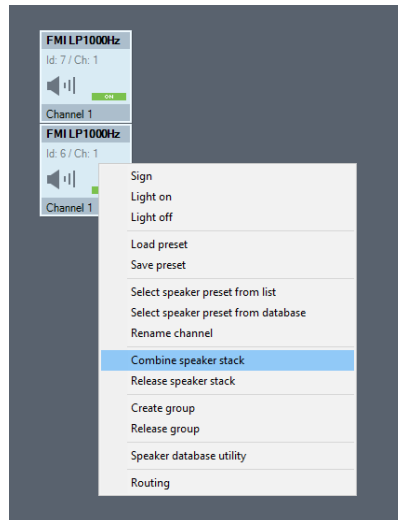 FMI LP1000Hz
Id: 7 / Ch: 1
ON
Channel 1
FMI LP1000Hz
Id: 6 / Ch: 1
Channel 1
Sign
Light on
Light off
Load preset
Save preset
Select speaker preset from list
Select speaker preset from database
Rename channel
Combine speaker stack
Release speaker stack
Create group
Release group
Speaker database utility
Routing